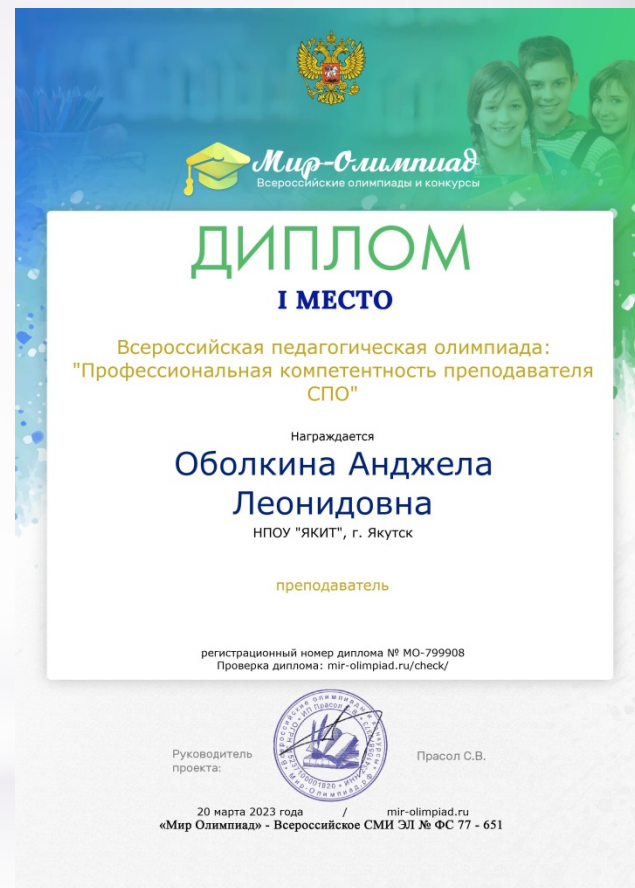 Мир-Олимпиад
Всероссийские олимпиады и конкурсы
ДИПЛОМ
I МЕСТО
Всероссийская педагогическая олимпиада:
"Профессиональная компетентность преподавателя
СПО"
Награждается
Оболкина Анджела
Леонидовна
НПОУ "ЯКИТ", г. Якутск
преподаватель
регистрационный номер диплома № МО-799908
Проверка диплома: mir-olimpiad.ru/check/
Руководитель
проекта:
Прасол С.В.
20 марта 2023 года / mir-olimpiad.ru
«Мир Олимпиад» - Всероссийское СМИ ЭЛ № ФС 77 - 651